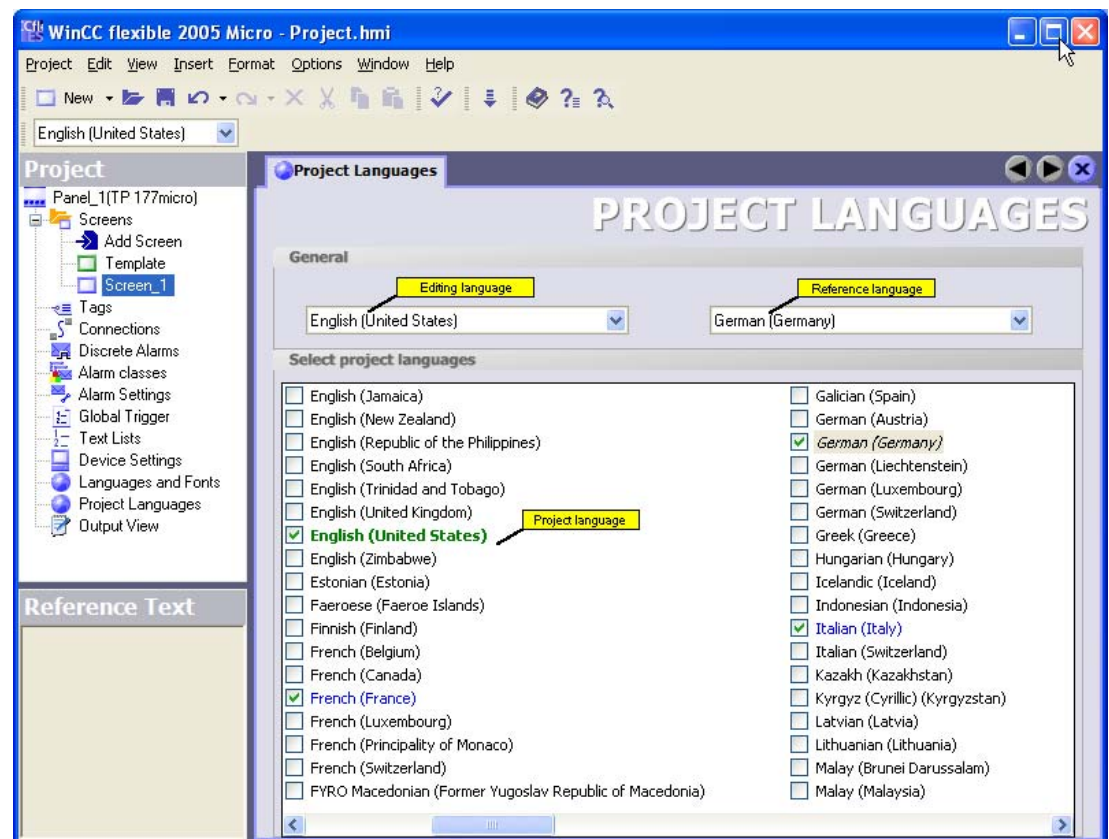 WinCC flexible 2005 Micro - Project.hmi
Project Edit View Insert Format Options Window Help
New
English (United States)
Project
Panel_1(TP 177micro)
Screens
Add Screen
Template
Screen_1
Tags
Connections
Discrete Alarms
Alarm classes
Alarm Settings
Global Trigger
Text Lists
Device Settings
Languages and Fonts
Project Languages
Output View
Reference Text
Project Languages
PROJECT LANGUAGES
General
Editing language
Reference language
English (United States)
German (Germany)
Select project languages
English (Jamaica)
English (New Zealand)
English (Republic of the Philippines)
English (South Africa)
English (Trinidad and Tobago)
English (United Kingdom)
Project language
English (United States)
English (Zimbabwe)
Estonian (Estonia)
Faeroese (Faeroe Islands)
Finnish (Finland)
French (Belgium)
French (Canada)
French (France)
French (Luxembourg)
French (Principality of Monaco)
French (Switzerland)
FYRO Macedonian (Former Yugoslav Republic of Macedonia)
Galician (Spain)
German (Austria)
German (Germany)
German (Liechtenstein)
German (Luxembourg)
German (Switzerland)
Greek (Greece)
Hungarian (Hungary)
Icelandic (Iceland)
Indonesian (Indonesia)
Italian (Italy)
Italian (Switzerland)
Kazakh (Kazakhstan)
Kyrgyz (Cyrillic) (Kyrgyzstan)
Latvian (Latvia)
Lithuanian (Lithuania)
Malay (Brunei Darussalam)
Malay (Malaysia)